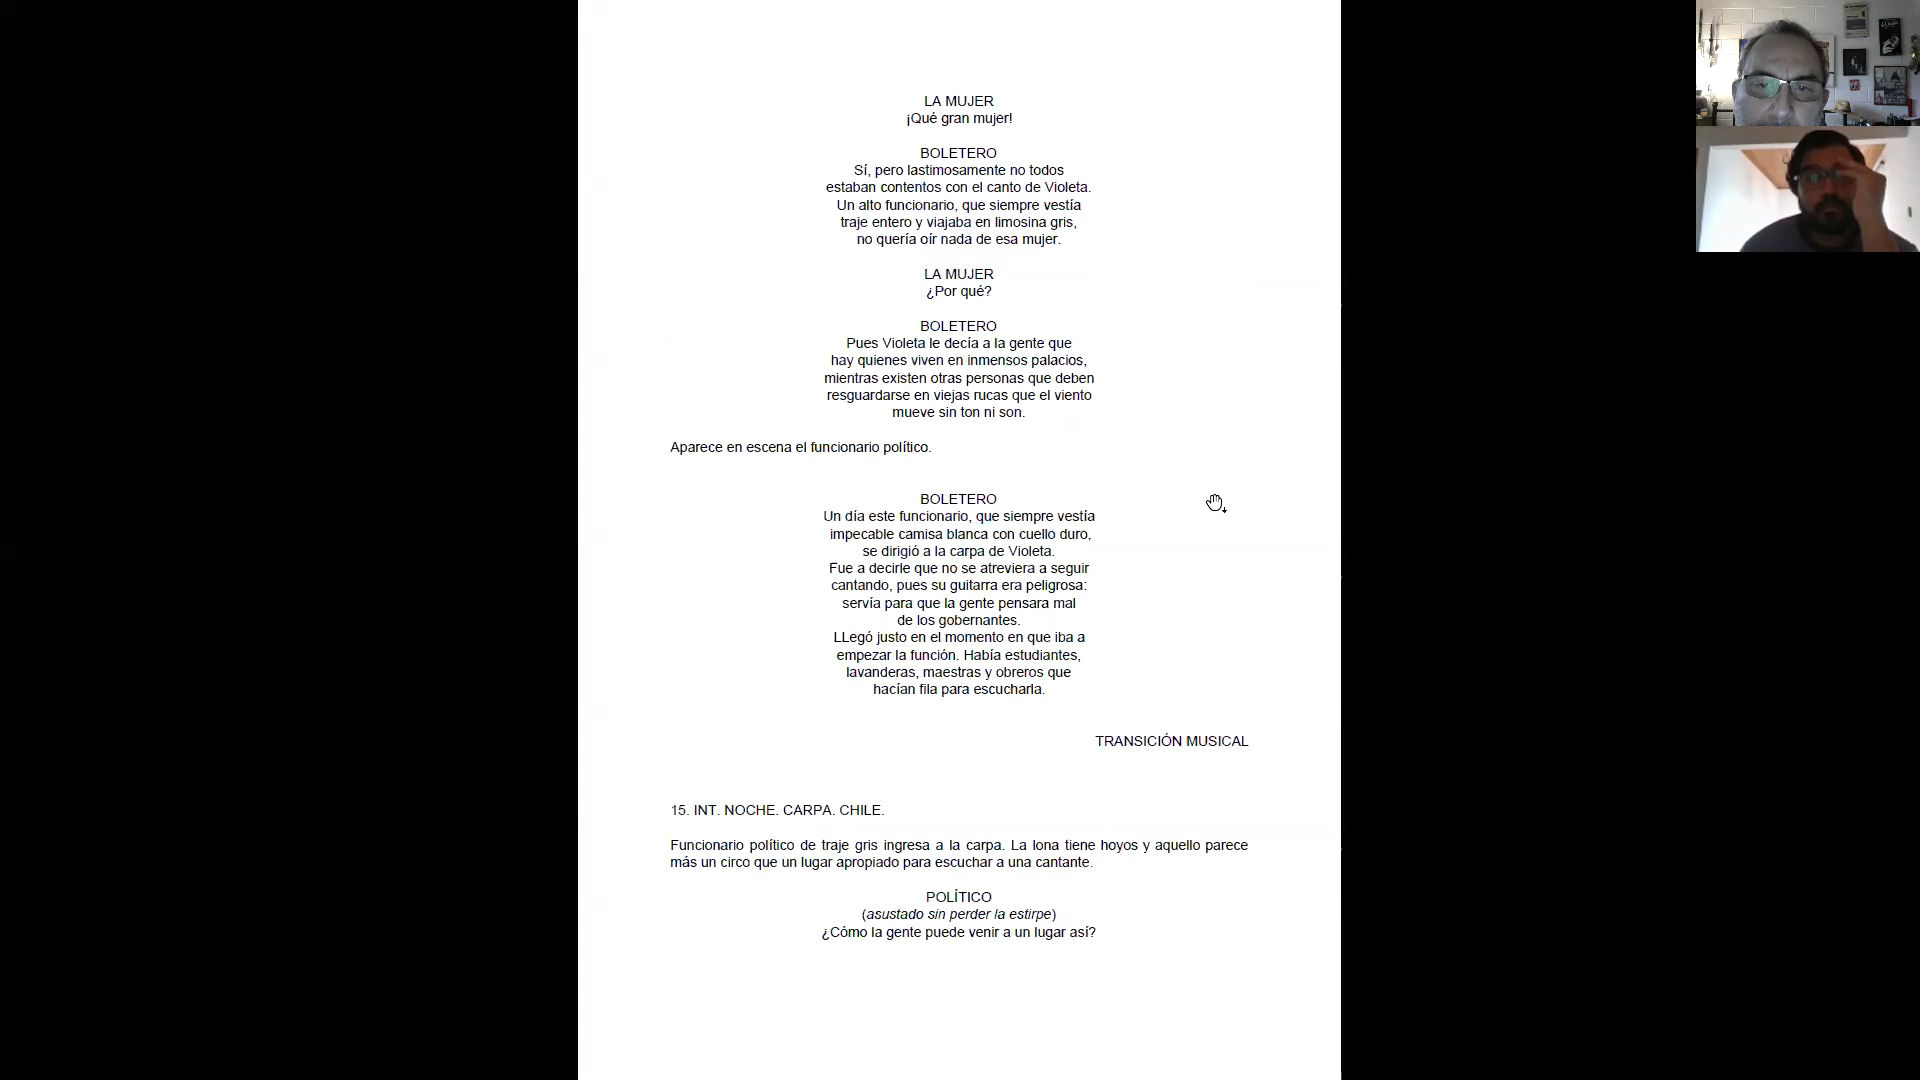 LA MUJER
¡Qué gran mujer!
BOLETERO
Sí, pero lastimosamente no todos
estaban contentos con el canto de Violeta.
Un alto funcionario, que siempre vestía
traje entero y viajaba en limosina gris,
no quería oír nada de esa mujer.
LA MUJER
¿Por qué?
BOLETERO
Pues Violeta le decía a la gente que
hay quienes viven en inmensos palacios,
mientras existen otras personas que deben
resguardarse en viejas rucas que el viento
mueve sin ton ni son.
Aparece en escena el funcionario político.
BOLETERO
Un día este funcionario, que siempre vestía
impecable camisa blanca con cuello duro,
se dirigió a la carpa de Violeta.
Fue a decirle que no se atreviera a seguir
cantando, pues su guitarra era peligrosa:
servía para que la gente pensara mal
de los gobernantes.
LLegó justo en el momento en que iba a
empezar la función. Había estudiantes,
lavanderas, maestras y obreros que
hacían fila para escucharla.
TRANSICIÓN MUSICAL
15. INT. NOCHE. CARPA. CHILE.
Funcionario político de traje gris ingresa a la carpa. La lona tiene hoyos y aquello parece
más un circo que un lugar apropiado para escuchar a una cantante.
POLÍTICO
(asustado sin perder la estirpe)
¿Cómo la gente puede venir a un lugar así?